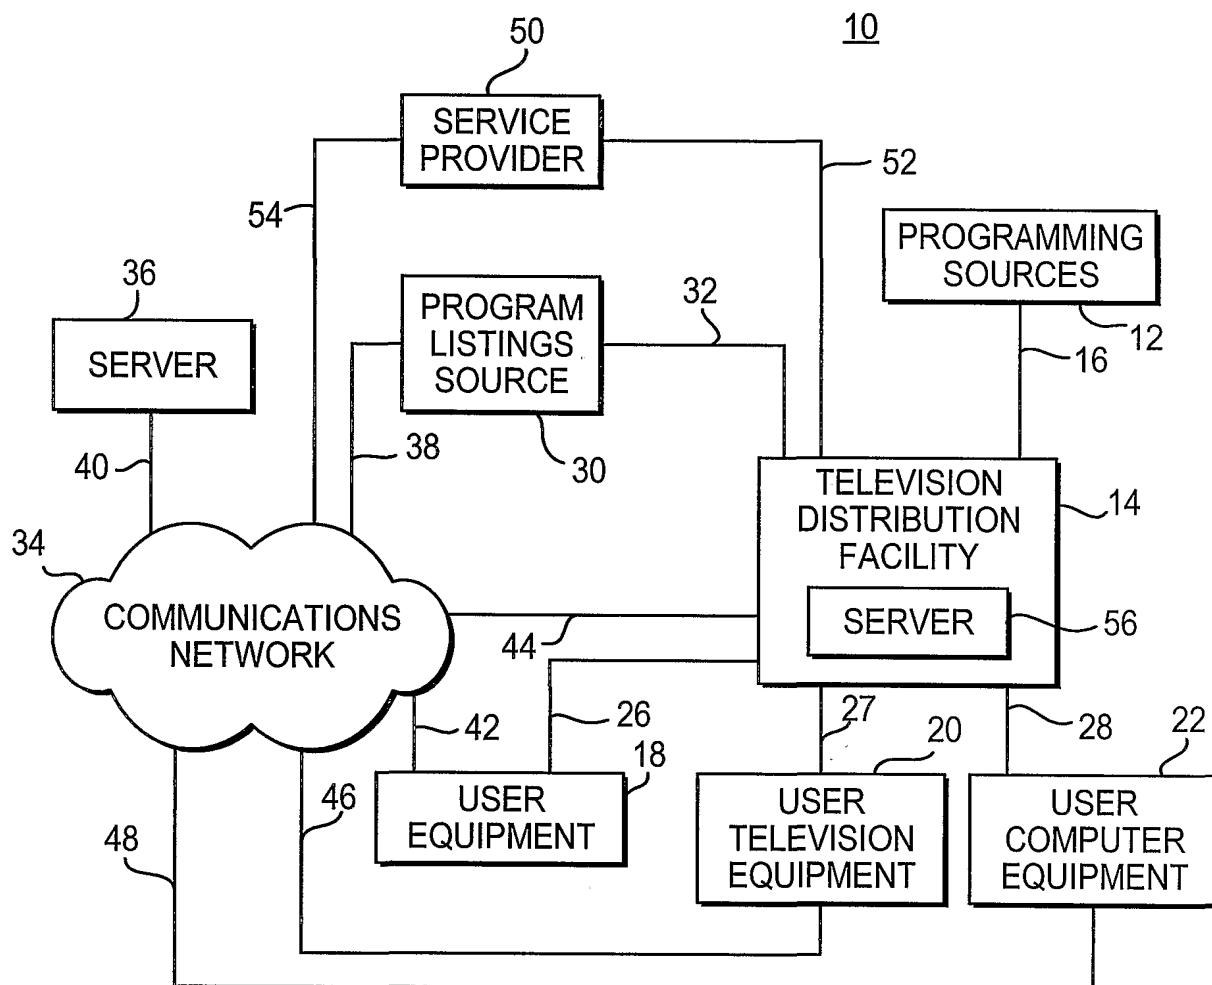 10
50
SERVICE
PROVIDER
52
54
PROGRAMMING
SOURCES
12
16
36
SERVER
40
PROGRAM
LISTINGS
SOURCE
32
38
30
TELEVISION
DISTRIBUTION
FACILITY
14
SERVER
56
34
COMMUNICATIONS
NETWORK
44
42
26
27
28
18
USER
EQUIPMENT
20
USER
TELEVISION
EQUIPMENT
22
USER
COMPUTER
EQUIPMENT
46
48